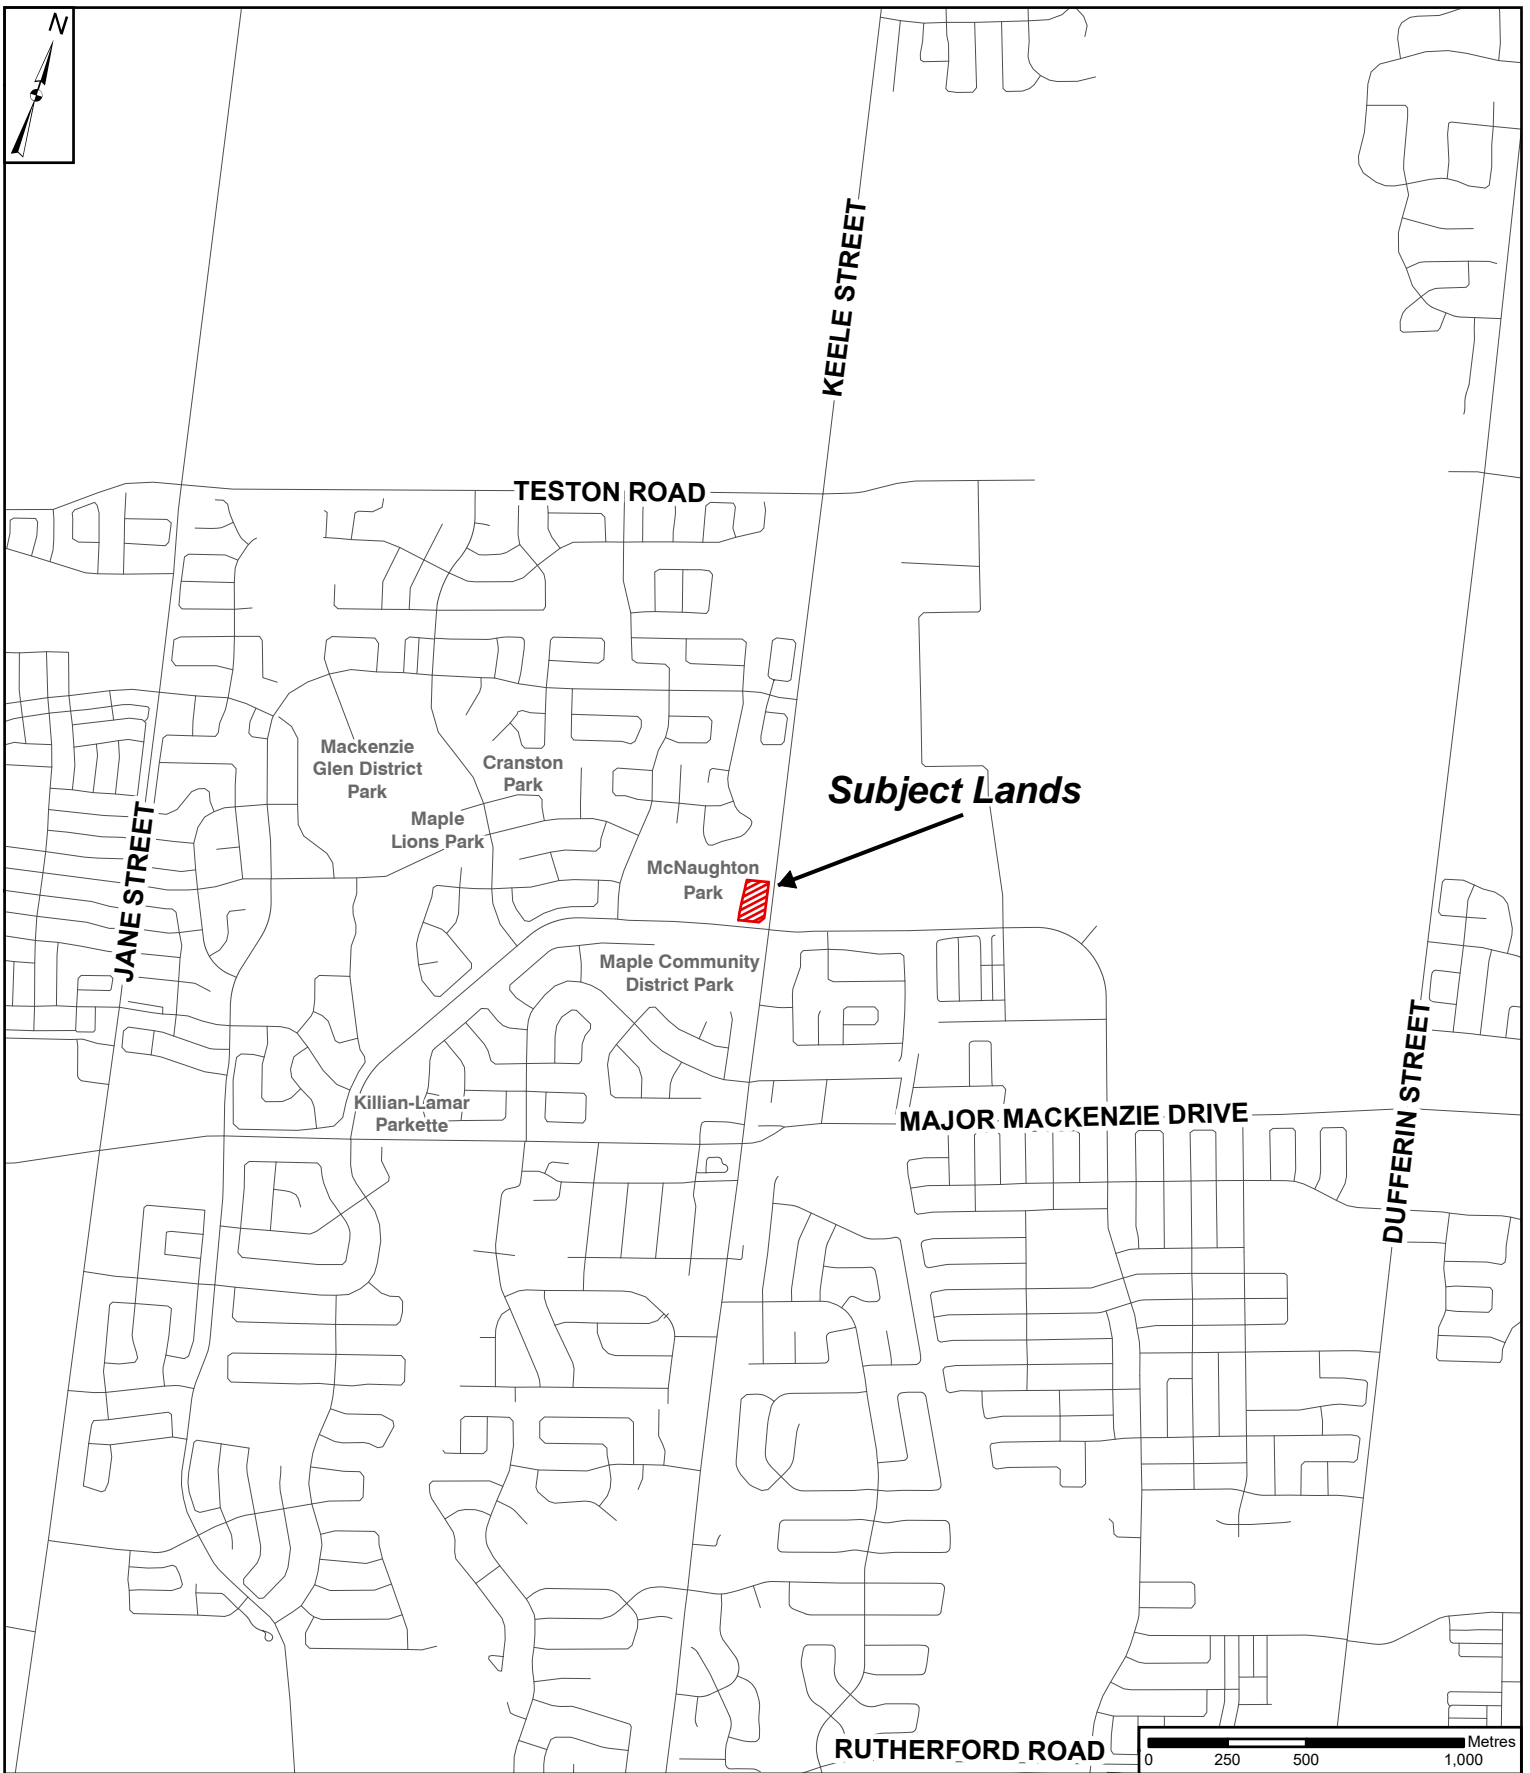 N
KEELE STREET
TESTON ROAD
Mackenzie
Glen District
Park
Cranston
Park
Subject Lands
Maple
Lions Park
JANE STREET
McNaughton
Park
Maple Community
District Park
DUFFERIN STREET
Killian-Lamar
Parkette
MAJOR MACKENZIE DRIVE
RUTHERFORD ROAD
Metres
0 250 500 1,000